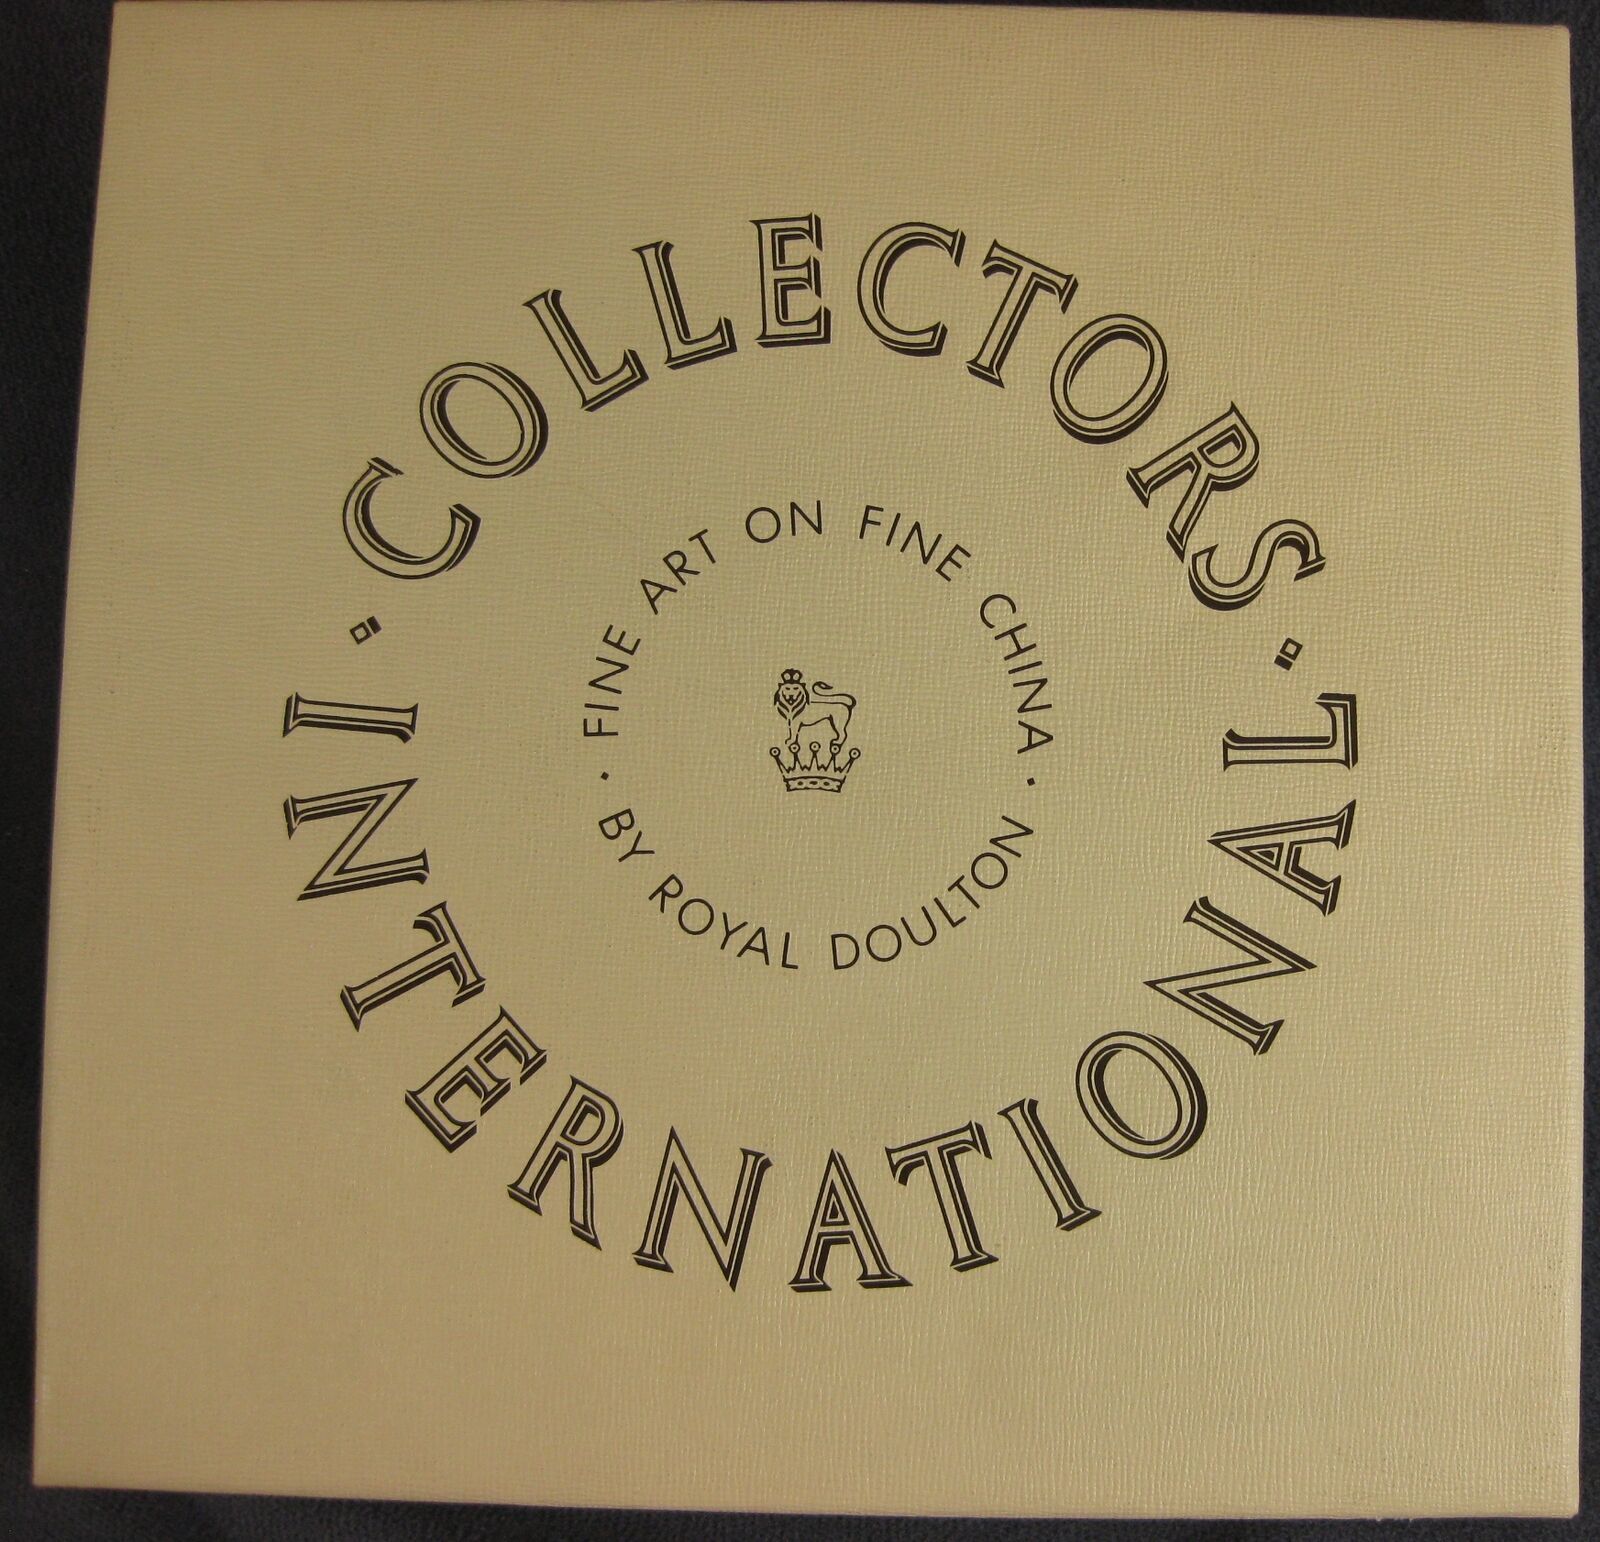 · COLLECTORS ·
INTERNATIONAL
· FINE ART ON FINE CHINA ·
BY ROYAL DOULTON